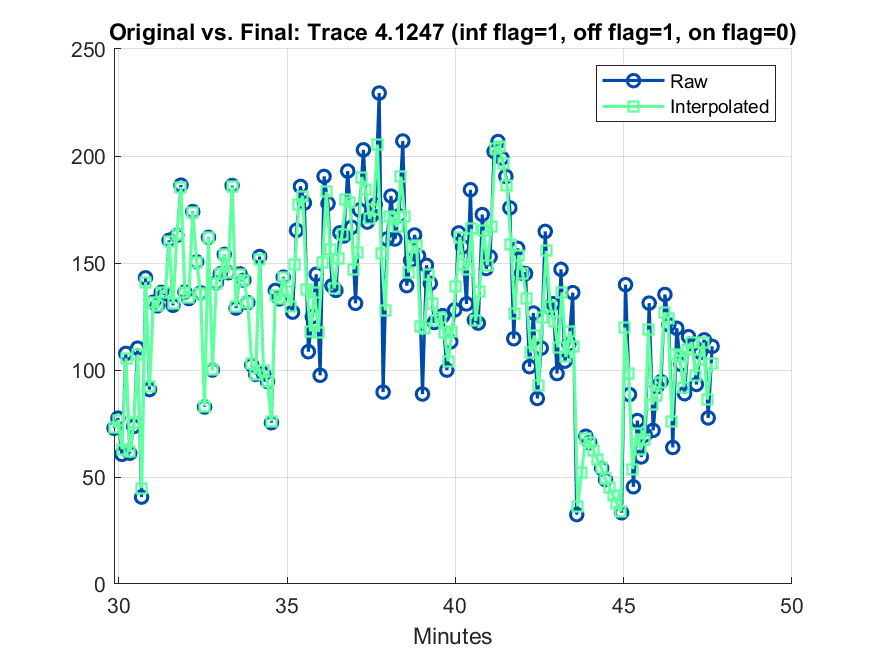 Original vs. Final: Trace 4.1247 (inf flag=1, off flag=1, on flag=0)
250
200
150
100
50
0
Raw
Interpolated
30 35 40 45 50
Minutes